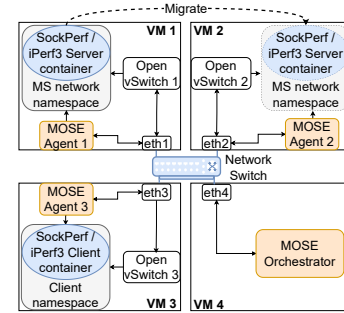 Migrate
VM 1
SockPerf /
iPerf3 Server
container
MS network
namespace
Open
vSwitch 1
MOSE
Agent 1
eth1
VM 2
SockPerf /
iPerf3 Server
container
MS network
namespace
Open
vSwitch 2
eth2
MOSE
Agent 2
Network
Switch
MOSE
Agent 3
eth3
SockPerf /
iPerf3 Client
container
Client
namespace
Open
vSwitch 3
VM 3
eth4
MOSE
Orchestrator
VM 4